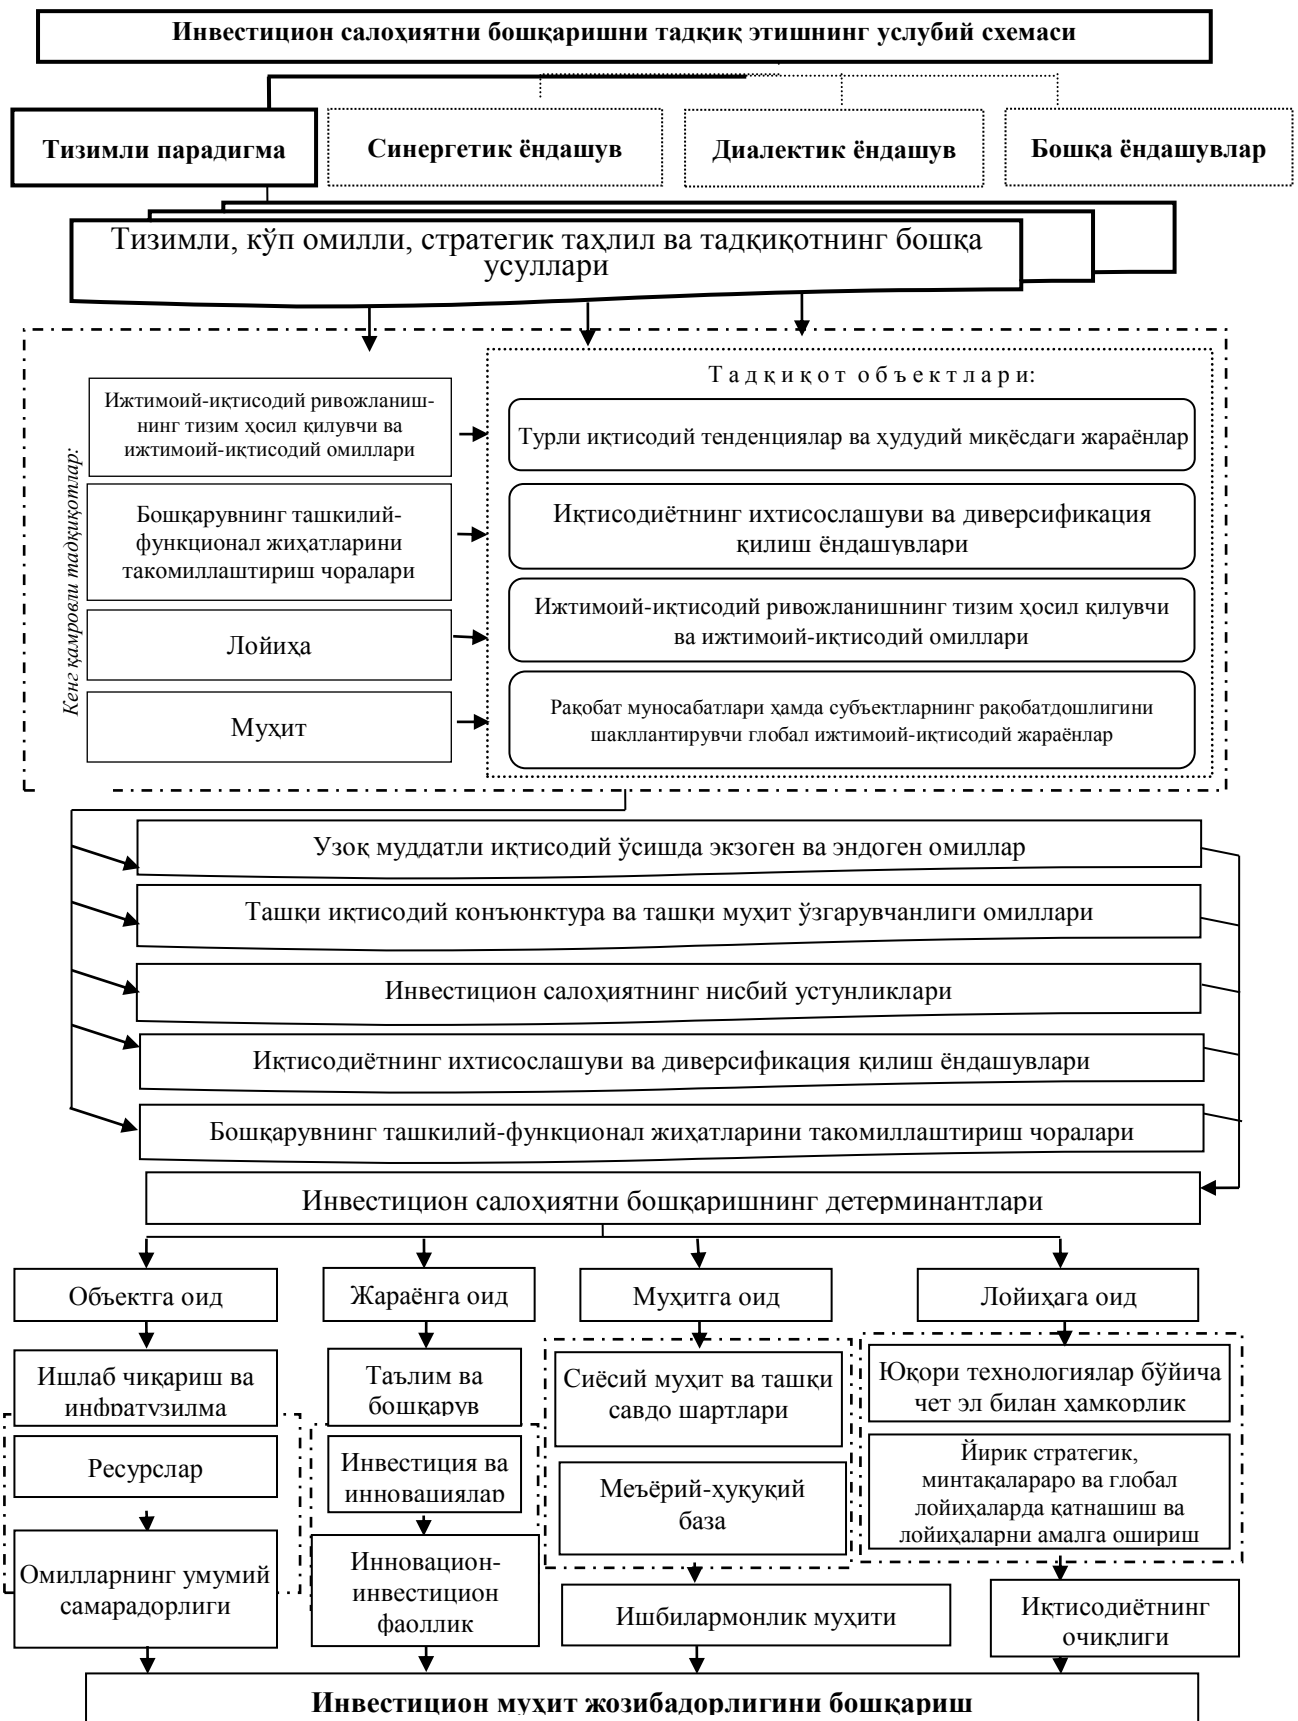 Инвестицион салоҳиятни бошқаришни тадқиқ этишнинг услубий схемаси
Тизимли парадигма
Синергетик ёндашув
Диалектик ёндашув
Бошқа ёндашувлар
Тизимли, кўп омилли, стратегик таҳлил ва тадқиқотнинг бошқа
усуллари
Кенг қамровли тадқиқотлар:
Ижтимоий-иқтисодий ривожланиш-
нинг тизим ҳосил қилувчи ва
ижтимоий-иқтисодий омиллари
Бошқарувнинг ташкилий-
функционал жиҳатларини
такомиллаштириш чоралари
Лойиҳа
Муҳит
Тадқиқот объектлари:
Турли иқтисодий тенденциялар ва ҳудудий миқёсдаги жараёнлар
Иқтисодиётнинг ихтисослашуви ва диверсификация
қилиш ёндашувлари
Ижтимоий-иқтисодий ривожланишнинг тизим ҳосил қилувчи
ва ижтимоий-иқтисодий омиллари
Рақобат муносабатлари ҳамда субъектларнинг рақобатдошлигини
шакллантирувчи глобал ижтимоий-иқтисодий жараёнлар
Узоқ муддатли иқтисодий ўсишда экзоген ва эндоген омиллар
Ташқи иқтисодий конъюнктура ва ташқи муҳит ўзгарувчанлиги омиллари
Инвестицион салоҳиятнинг нисбий устунликлари
Иқтисодиётнинг ихтисослашуви ва диверсификация қилиш ёндашувлари
Бошқарувнинг ташкилий-функционал жиҳатларини такомиллаштириш чоралари
Инвестицион салоҳиятни бошқаришнинг детерминантлари
Объектга оид
Жараёнга оид
Муҳитга оид
Лойиҳага оид
Ишлаб чиқариш ва
инфратузилма
Ресурслар
Омилларнинг умумий
самарадорлиги
Таълим ва
бошқарув
Инвестиция ва
инновациялар
Инновацион-
инвестицион
фаоллик
Сиёсий муҳит ва ташқи
савдо шартлари
Меъёрий-ҳуқуқий
база
Ишбилармонлик муҳити
Юқори технологиялар бўйича
чет эл билан ҳамкорлик
Йирик стратегик,
минтақалараро ва глобал
лойиҳаларда қатнашиш ва
лойиҳаларни амалга ошириш
Иқтисодиётнинг
очиқлиги
Инвестицион муҳит жозибадорлигини бошқариш